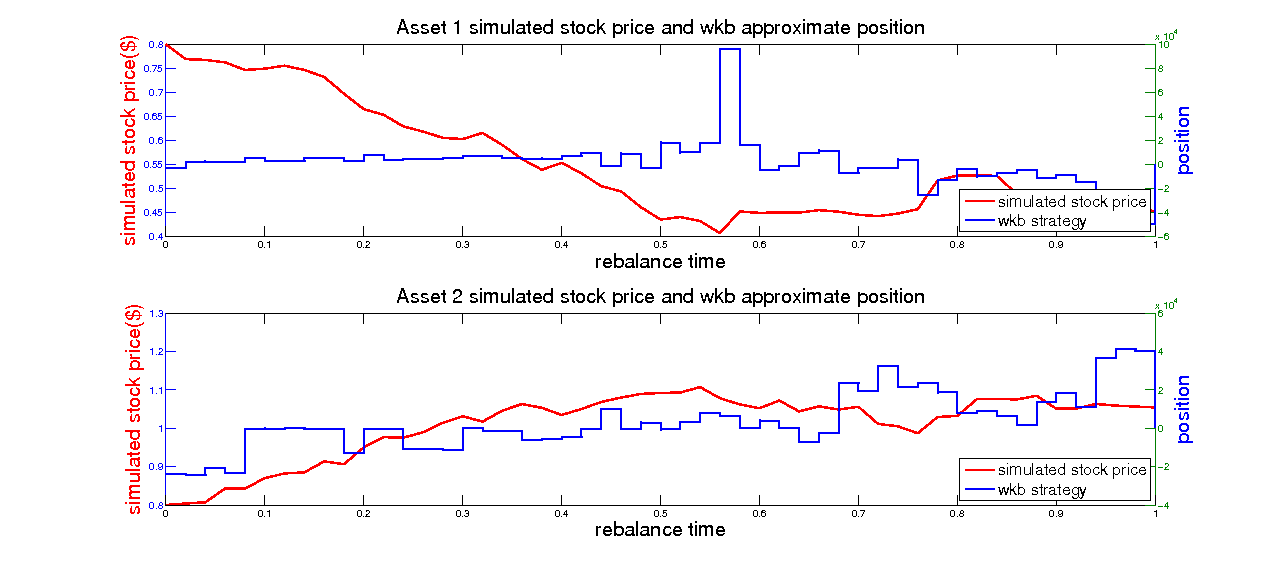 Asset 1 simulated stock price and wkb approximate position
x 10^4
simulated stock price($)
0.8
0.75
0.7
0.65
0.6
0.55
0.5
0.45
0.4
10
8
6
4
2
0
−2
−4
−6
position
simulated stock price
wkb strategy
0 0.1 0.2 0.3 0.4 0.5 0.6 0.7 0.8 0.9 1
rebalance time
Asset 2 simulated stock price and wkb approximate position
x 10^4
simulated stock price($)
1.3
1.2
1.1
1
0.9
0.8
6
4
2
0
−2
−4
position
simulated stock price
wkb strategy
0 0.1 0.2 0.3 0.4 0.5 0.6 0.7 0.8 0.9 1
rebalance time